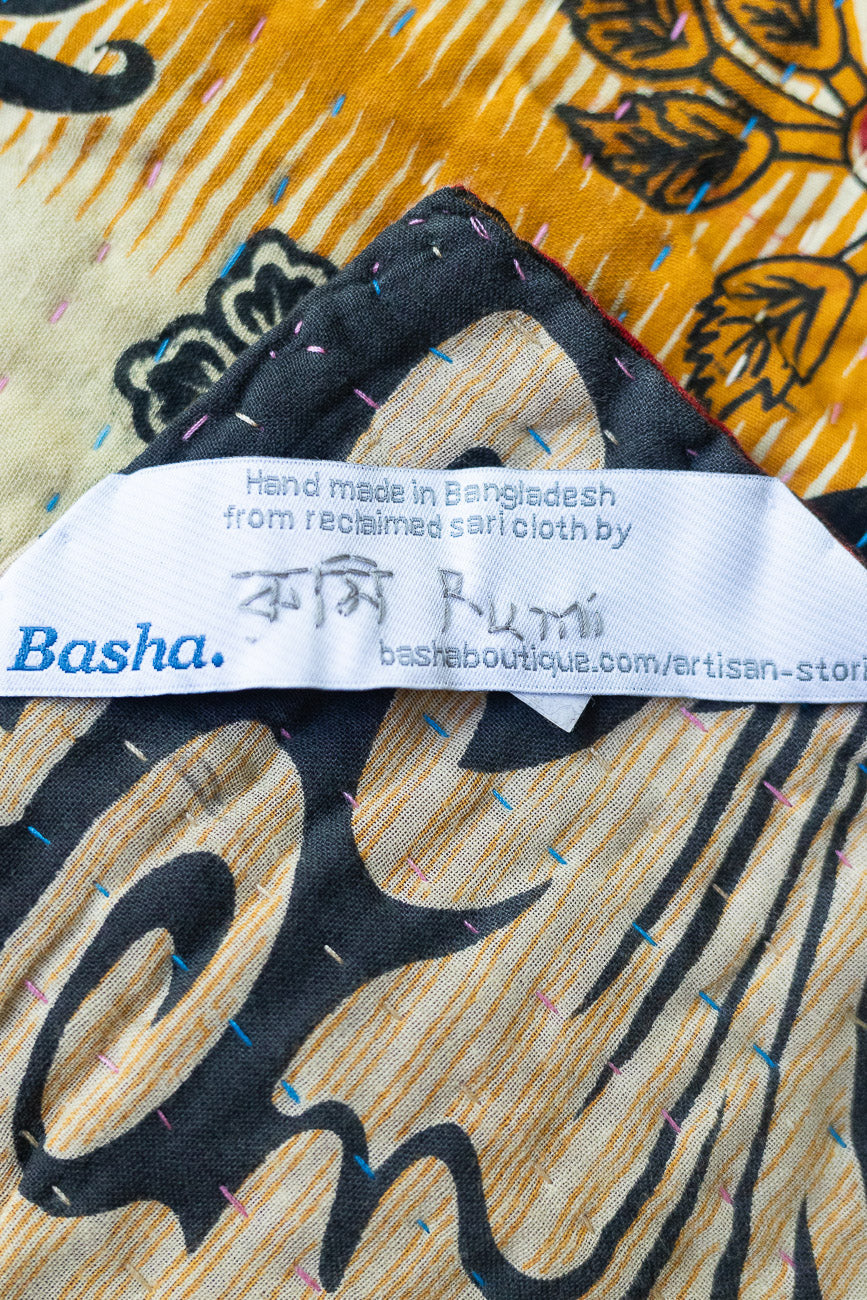 Hand made in Bangladesh
from reclaimed sari cloth by
রুমি Rumi
Basha.
bashaboutique.com/artisan-stori